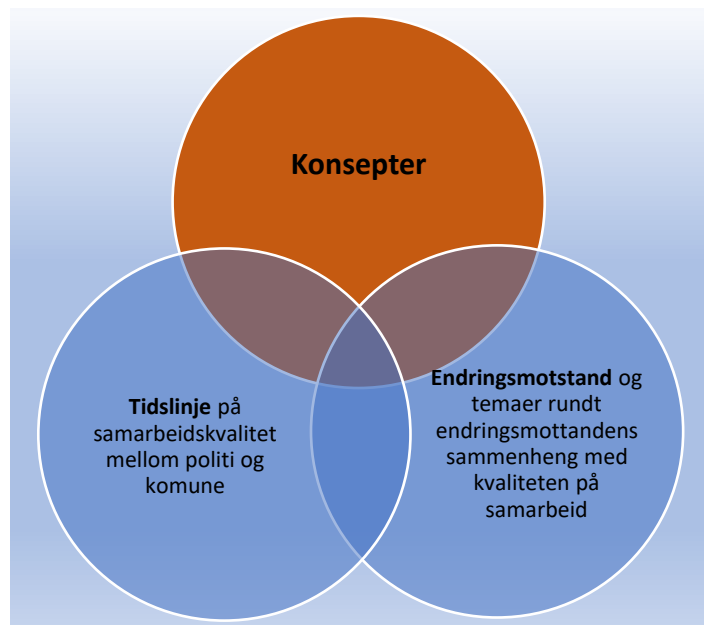 Konsepter
Tidslinje på
samarbeidskvalitet
mellom politi og
komune
Endringsmotstand og
temaer rundt
endringsmottandens
sammenheng med
kvaliteten på
samarbeid